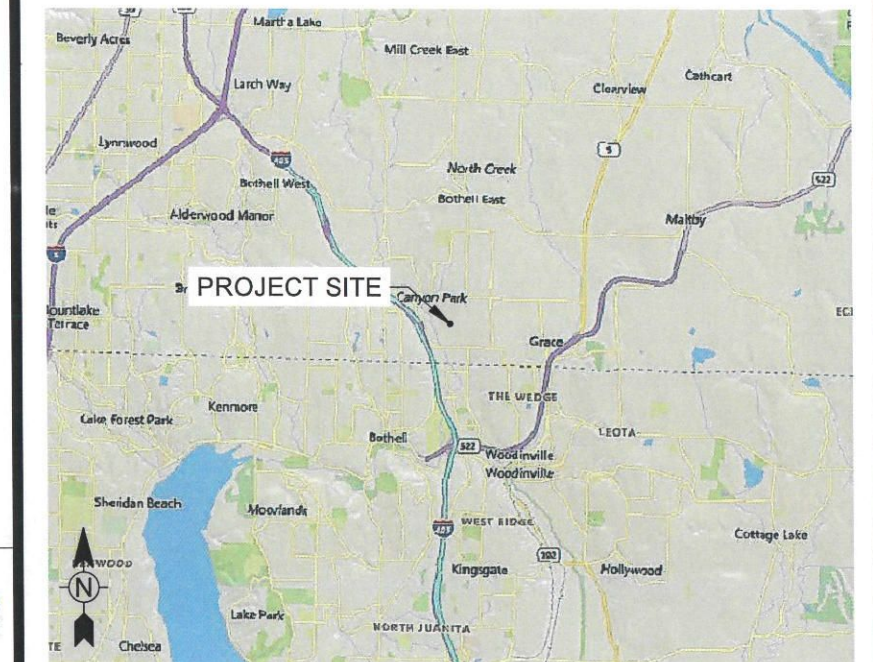 Martha Lake
Beverly Acres
Mill Creek East
Larch Way
Clearview
Cathcart
9
Lynnwood
405
North Creek
522
Bothell West
Bothell East
Alderwood Manor
Maltby
5
PROJECT SITE
Canyon Park
ountlake
Terrace
Grace
THE WEDGE
Kenmore
Lake Forest Park
LEOTA
Bothell
522
Woodinville
Woodinville
Sheridan Beach
Moorlands
WEST RIDGE
405
Cottage Lake
202
N
Kingsgate
Hollywood
Lake Park
NORTH JUANITA
Chelsea